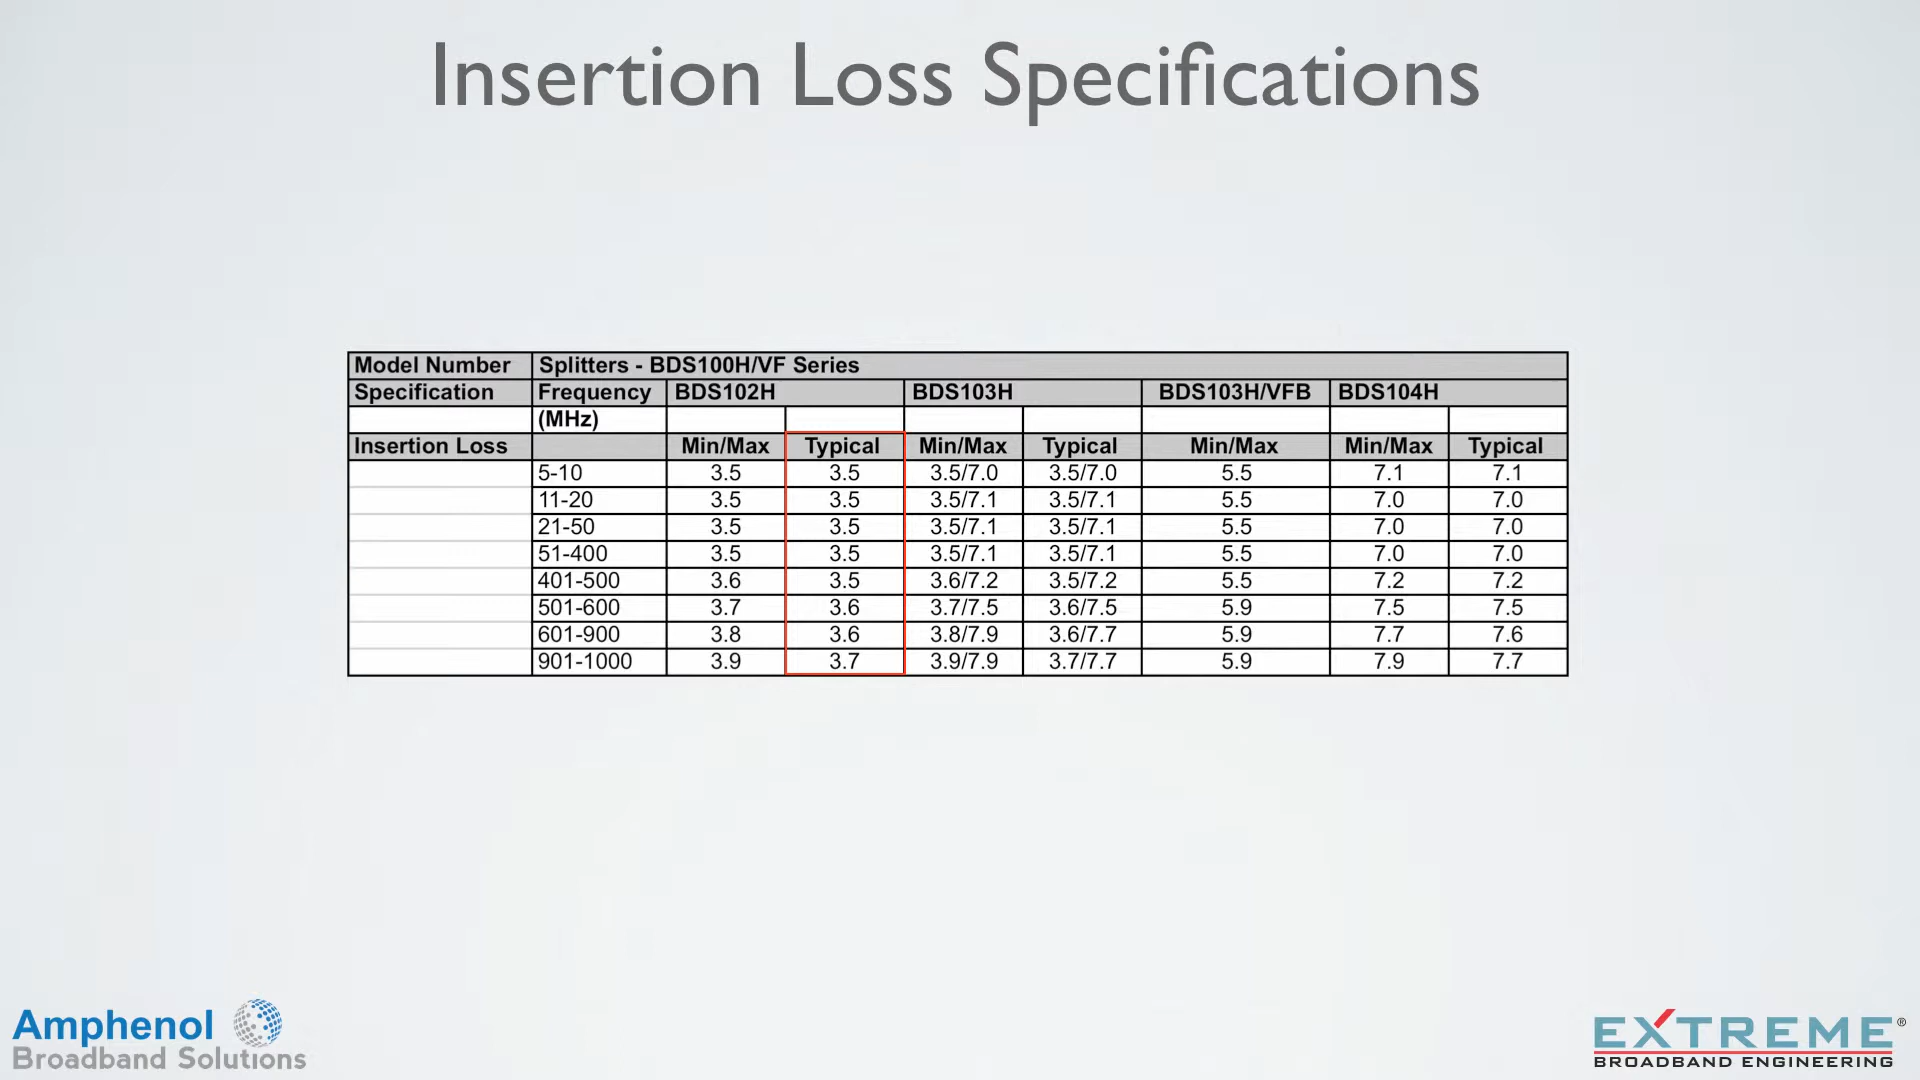 Insertion Loss Specifications
Model Number Splitters - BDS100H/VF Series
Specification Frequency BDS102H BDS103H BDS103H/VFB BDS104H
(MHz)
Insertion Loss Min/Max Typical Min/Max Typical Min/Max Min/Max Typical
5-10 3.5 3.5 3.5/7.0 3.5/7.0 5.5 7.1 7.1
11-20 3.5 3.5 3.5/7.1 3.5/7.1 5.5 7.0 7.0
21-50 3.5 3.5 3.5/7.1 3.5/7.1 5.5 7.0 7.0
51-400 3.5 3.5 3.5/7.1 3.5/7.1 5.5 7.0 7.0
401-500 3.6 3.5 3.6/7.2 3.5/7.2 5.5 7.2 7.2
501-600 3.7 3.6 3.7/7.5 3.6/7.5 5.9 7.5 7.5
601-900 3.8 3.6 3.8/7.9 3.6/7.7 5.9 7.7 7.6
901-1000 3.9 3.7 3.9/7.9 3.7/7.7 5.9 7.9 7.7
Amphenol
Broadband Solutions
EXTREME®
BROADBAND ENGINEERING